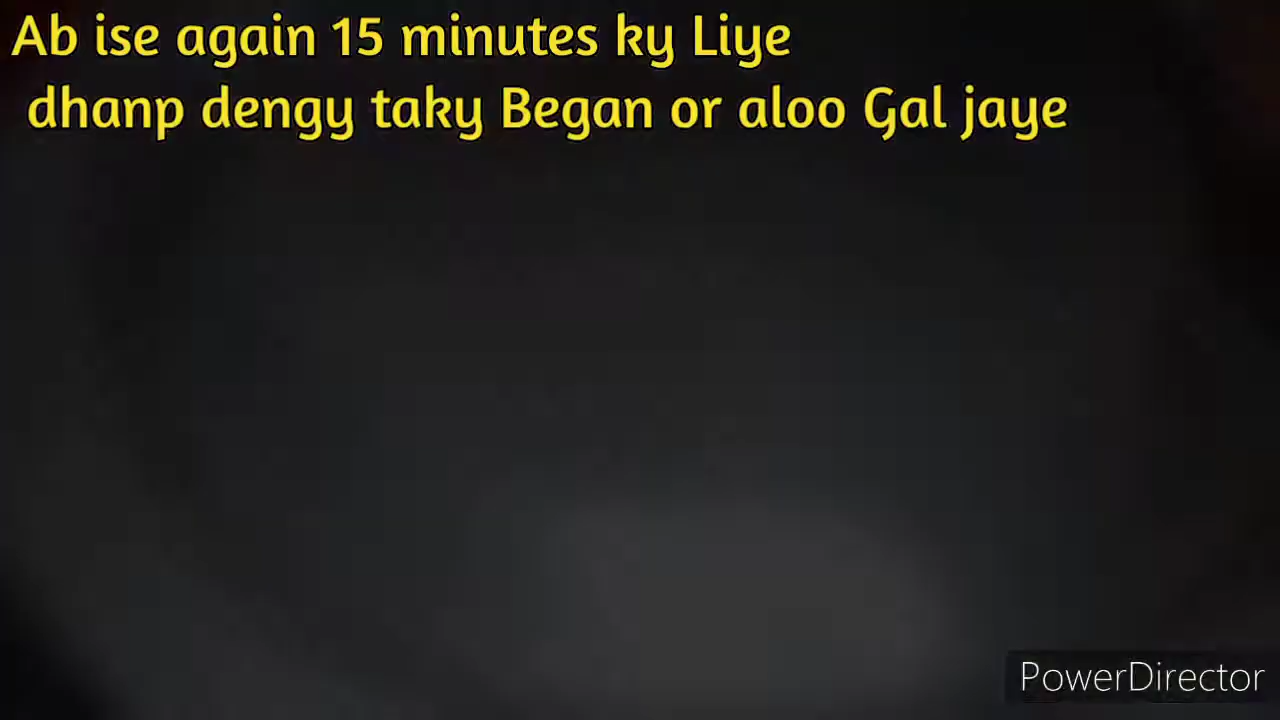 Ab ise again 15 minutes ky Liye
dhanp dengy taky Began or aloo Gal jaye
PowerDirector